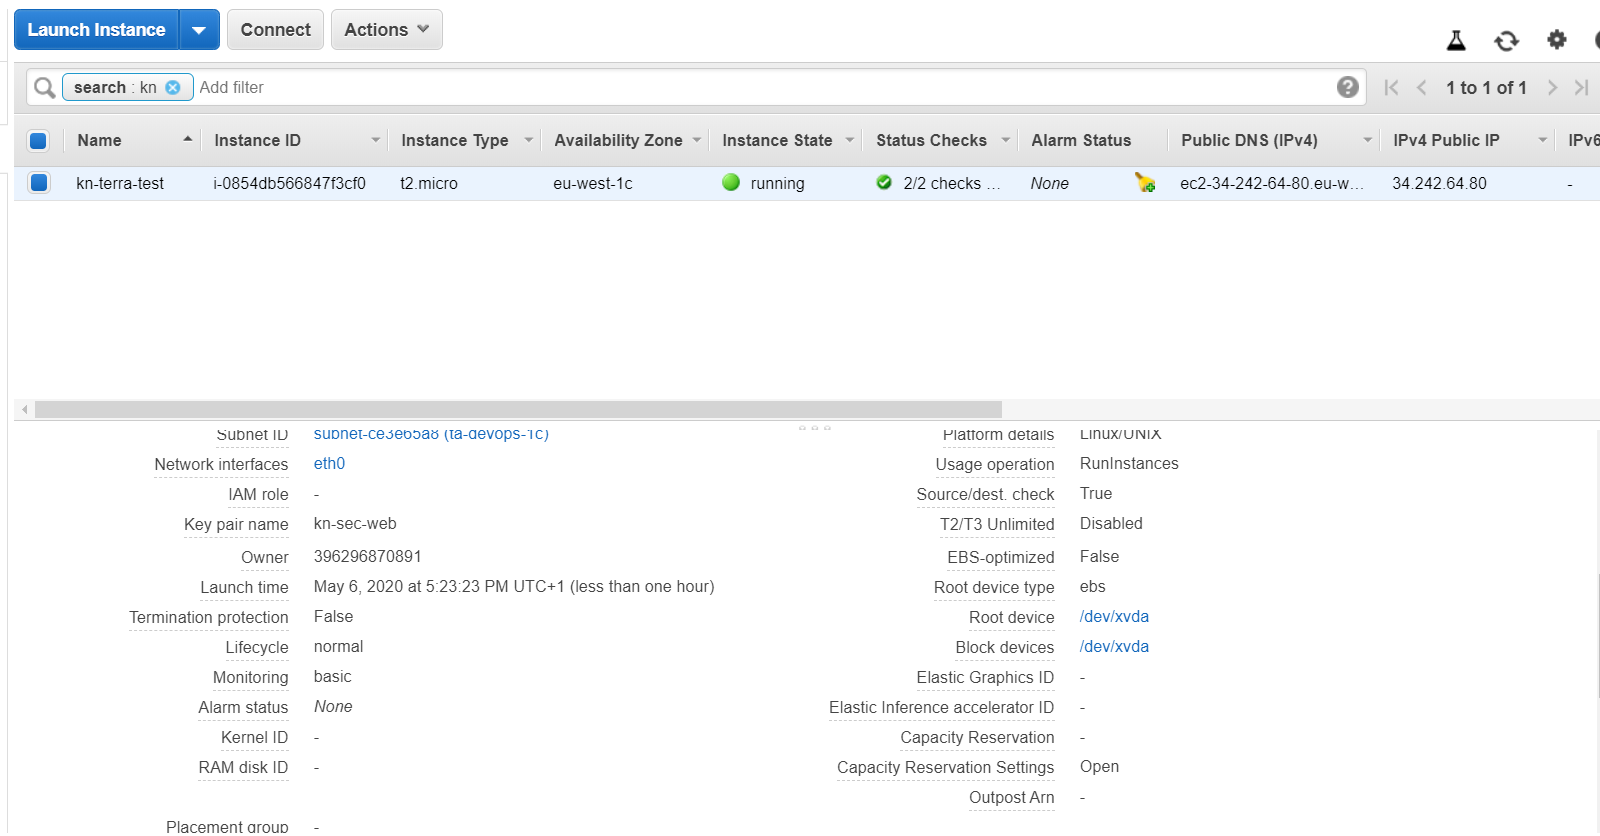 Launch Instance Connect Actions
search : kn Add filter 1 to 1 of 1
Name Instance ID Instance Type Availability Zone Instance State Status Checks Alarm Status Public DNS (IPv4) IPv4 Public IP IPv6
kn-terra-test i-0854db566847f3cf0 t2.micro eu-west-1c running 2/2 checks ... None ec2-34-242-64-80.eu-w... 34.242.64.80 -
Subnet ID subnet-ce3e65a8 (ta-devops-1c) Platform details Linux/UNIX
Network interfaces eth0 Usage operation RunInstances
IAM role - Source/dest. check True
Key pair name kn-sec-web T2/T3 Unlimited Disabled
Owner 396296870891 EBS-optimized False
Launch time May 6, 2020 at 5:23:23 PM UTC+1 (less than one hour) Root device type ebs
Termination protection False Root device /dev/xvda
Lifecycle normal Block devices /dev/xvda
Monitoring basic Elastic Graphics ID -
Alarm status None Elastic Inference accelerator ID -
Kernel ID - Capacity Reservation -
RAM disk ID - Capacity Reservation Settings Open
Outpost Arn -
Placement group -